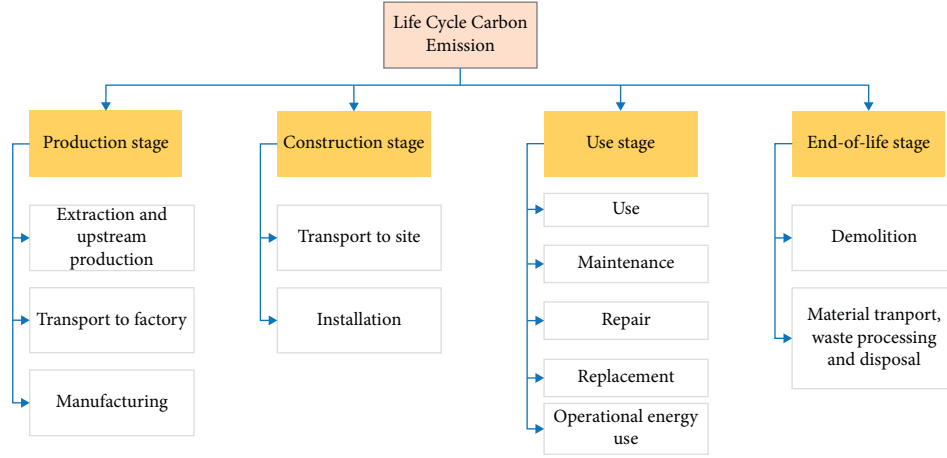 Life Cycle Carbon
Emission
Production stage
Extraction and
upstream
production
Transport to factory
Manufacturing
Construction stage
Transport to site
Installation
Use stage
Use
Maintenance
Repair
Replacement
Operational energy
use
End-of-life stage
Demolition
Material tranport,
waste processing
and disposal